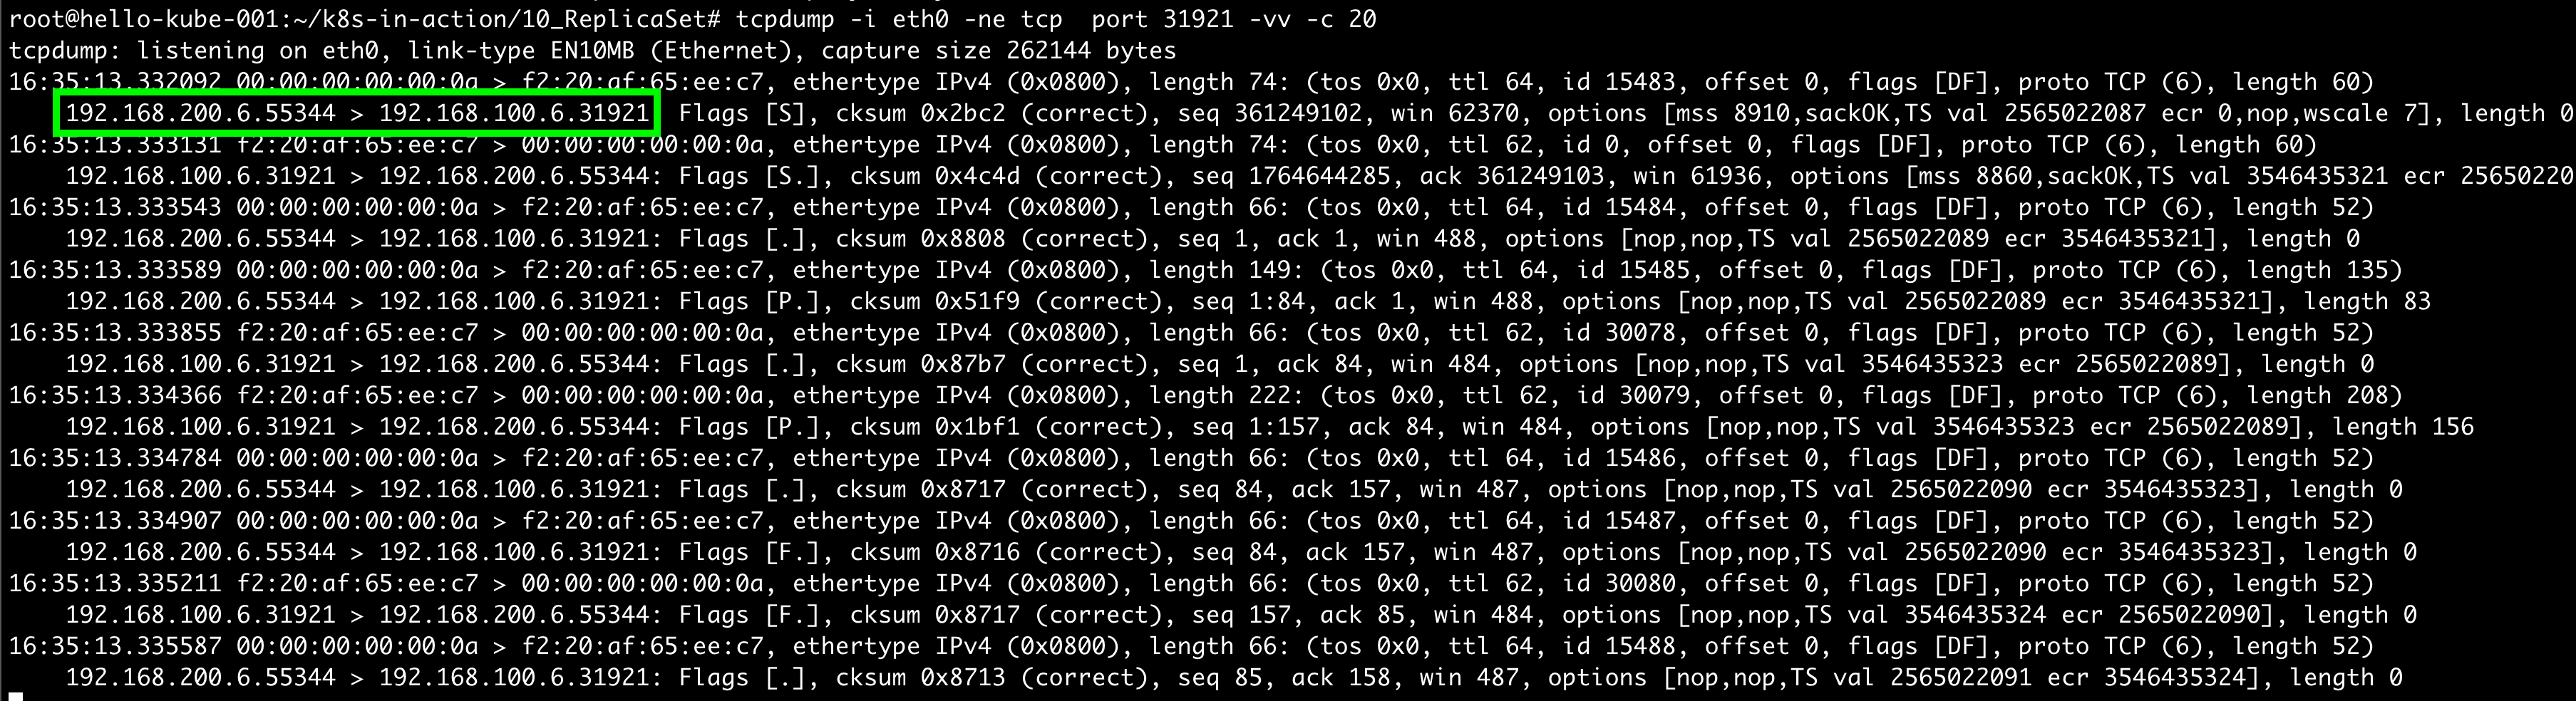 root@hello-kube-001:~/k8s-in-action/10_ReplicaSet# tcpdump -i eth0 -ne tcp  port 31921 -vv -c 20
tcpdump: listening on eth0, link-type EN10MB (Ethernet), capture size 262144 bytes
16:35:13.332092 00:00:00:00:00:0a > f2:20:af:65:ee:c7, ethertype IPv4 (0x0800), length 74: (tos 0x0, ttl 64, id 15483, offset 0, flags [DF], proto TCP (6), length 60)
192.168.200.6.55344 > 192.168.100.6.31921 Flags [S], cksum 0x2bc2 (correct), seq 361249102, win 62370, options [mss 8910,sackOK,TS val 2565022087 ecr 0,nop,wscale 7], length 0
16:35:13.333131 f2:20:af:65:ee:c7 > 00:00:00:00:00:0a, ethertype IPv4 (0x0800), length 74: (tos 0x0, ttl 62, id 0, offset 0, flags [DF], proto TCP (6), length 60)
192.168.100.6.31921 > 192.168.200.6.55344: Flags [S.], cksum 0x4c4d (correct), seq 1764644285, ack 361249103, win 61936, options [mss 8860,sackOK,TS val 3546435321 ecr 25650220
16:35:13.333543 00:00:00:00:00:0a > f2:20:af:65:ee:c7, ethertype IPv4 (0x0800), length 66: (tos 0x0, ttl 64, id 15484, offset 0, flags [DF], proto TCP (6), length 52)
192.168.200.6.55344 > 192.168.100.6.31921: Flags [.], cksum 0x8808 (correct), seq 1, ack 1, win 488, options [nop,nop,TS val 2565022089 ecr 3546435321], length 0
16:35:13.333589 00:00:00:00:00:0a > f2:20:af:65:ee:c7, ethertype IPv4 (0x0800), length 149: (tos 0x0, ttl 64, id 15485, offset 0, flags [DF], proto TCP (6), length 135)
192.168.200.6.55344 > 192.168.100.6.31921: Flags [P.], cksum 0x51f9 (correct), seq 1:84, ack 1, win 488, options [nop,nop,TS val 2565022089 ecr 3546435321], length 83
16:35:13.333855 f2:20:af:65:ee:c7 > 00:00:00:00:00:0a, ethertype IPv4 (0x0800), length 66: (tos 0x0, ttl 62, id 30078, offset 0, flags [DF], proto TCP (6), length 52)
192.168.100.6.31921 > 192.168.200.6.55344: Flags [.], cksum 0x87b7 (correct), seq 1, ack 84, win 484, options [nop,nop,TS val 3546435323 ecr 2565022089], length 0
16:35:13.334366 f2:20:af:65:ee:c7 > 00:00:00:00:00:0a, ethertype IPv4 (0x0800), length 222: (tos 0x0, ttl 62, id 30079, offset 0, flags [DF], proto TCP (6), length 208)
192.168.100.6.31921 > 192.168.200.6.55344: Flags [P.], cksum 0x1bf1 (correct), seq 1:157, ack 84, win 484, options [nop,nop,TS val 3546435323 ecr 2565022089], length 156
16:35:13.334784 00:00:00:00:00:0a > f2:20:af:65:ee:c7, ethertype IPv4 (0x0800), length 66: (tos 0x0, ttl 64, id 15486, offset 0, flags [DF], proto TCP (6), length 52)
192.168.200.6.55344 > 192.168.100.6.31921: Flags [.], cksum 0x8717 (correct), seq 84, ack 157, win 487, options [nop,nop,TS val 2565022090 ecr 3546435323], length 0
16:35:13.334907 00:00:00:00:00:0a > f2:20:af:65:ee:c7, ethertype IPv4 (0x0800), length 66: (tos 0x0, ttl 64, id 15487, offset 0, flags [DF], proto TCP (6), length 52)
192.168.200.6.55344 > 192.168.100.6.31921: Flags [F.], cksum 0x8716 (correct), seq 84, ack 157, win 487, options [nop,nop,TS val 2565022090 ecr 3546435323], length 0
16:35:13.335211 f2:20:af:65:ee:c7 > 00:00:00:00:00:0a, ethertype IPv4 (0x0800), length 66: (tos 0x0, ttl 62, id 30080, offset 0, flags [DF], proto TCP (6), length 52)
192.168.100.6.31921 > 192.168.200.6.55344: Flags [F.], cksum 0x8717 (correct), seq 157, ack 85, win 484, options [nop,nop,TS val 3546435324 ecr 2565022090], length 0
16:35:13.335587 00:00:00:00:00:0a > f2:20:af:65:ee:c7, ethertype IPv4 (0x0800), length 66: (tos 0x0, ttl 64, id 15488, offset 0, flags [DF], proto TCP (6), length 52)
192.168.200.6.55344 > 192.168.100.6.31921: Flags [.], cksum 0x8713 (correct), seq 85, ack 158, win 487, options [nop,nop,TS val 2565022091 ecr 3546435324], length 0